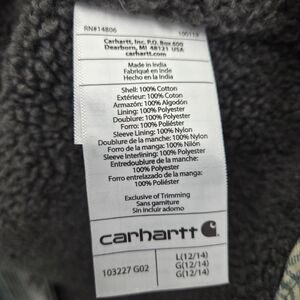 RN#14806 100119
Carhartt, Inc. P.O. Box 600
Dearborn, MI 48121 USA
carhartt.com
Made in India
Fabriqué en Inde
Hecho en la India
Shell: 100% Cotton
Extérieur: 100% Coton
Armazón: 100% Algodón
Lining: 100% Polyester
Doublure: 100% Polyester
Forro: 100% Poliéster
Sleeve Lining: 100% Nylon
Doublure de la manche: 100% Nylon
Forro de la manga: 100% Nilón
Sleeve Interlining: 100% Polyester
Entredoublure de la manche:
100% Polyester
Forro entrelazado de la manga:
100% Poliéster
Exclusive of Trimming
Sans garniture
Sin incluir adorno
carhartt
103227 G02
L(12/14)
G(12/14)
G(12/14)